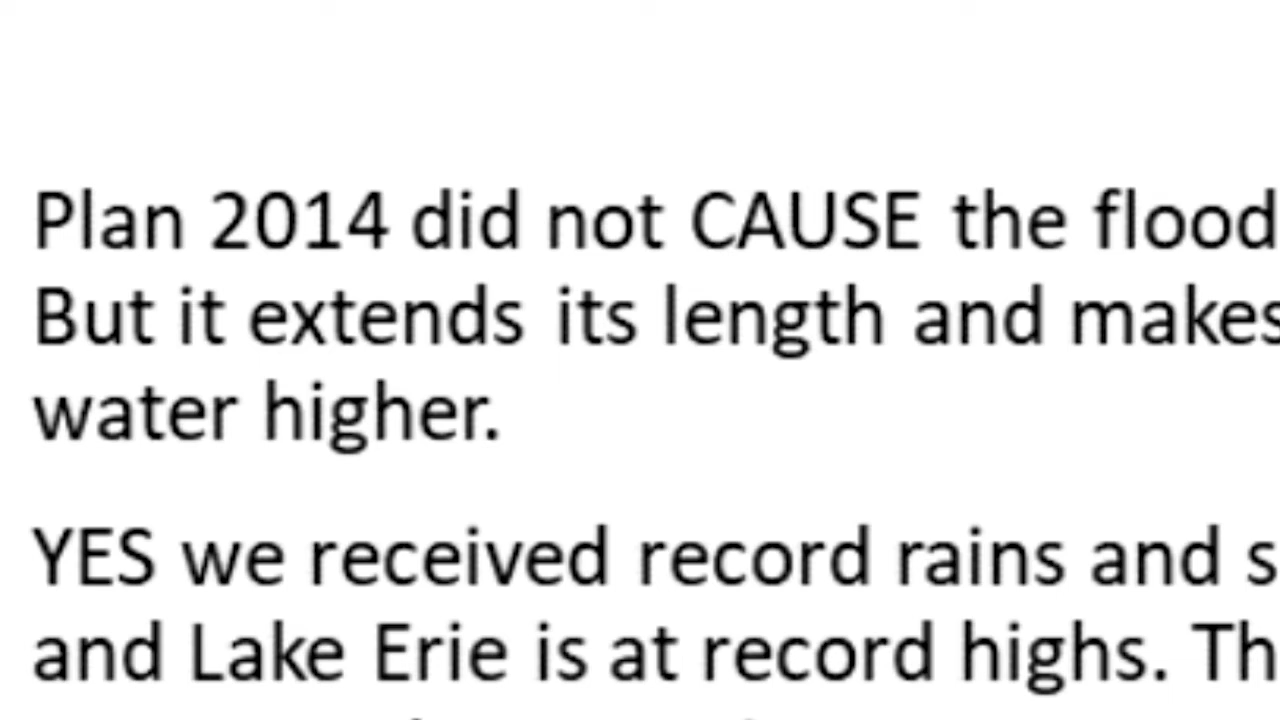 Plan 2014 did not CAUSE the flood
But it extends its length and makes
water higher.
YES we received record rains and s
and Lake Erie is at record highs. Th